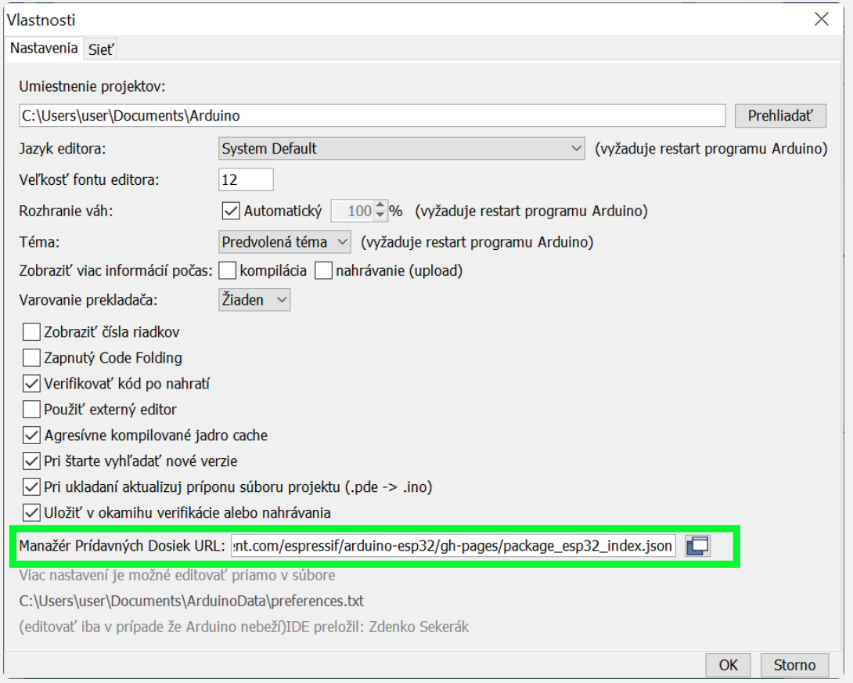 Vlastnosti
Nastavenia Sieť
Umiestnenie projektov:
C:\Users\user\Documents\Arduino Prehliadať
Jazyk editora: System Default (vyžaduje restart programu Arduino)
Veľkosť fontu editora: 12
Rozhranie váh: Automatický 100 % (vyžaduje restart programu Arduino)
Téma: Predvolená téma (vyžaduje restart programu Arduino)
Zobraziť viac informácií počas: kompilácia nahrávanie (upload)
Varovanie prekladača: Žiaden
Zobraziť čísla riadkov
Zapnutý Code Folding
Verifikovať kód po nahratí
Použiť externý editor
Agresívne kompilované jadro cache
Pri štarte vyhľadať nové verzie
Pri ukladaní aktualizuj príponu súboru projektu (.pde -> .ino)
Uložiť v okamihu verifikácie alebo nahrávania
Manažér Prídavných Dosiek URL: ent.com/espressif/arduino-esp32/gh-pages/package_esp32_index.json
Viac nastavení je možné editovať priamo v súbore
C:\Users\user\Documents\ArduinoData\preferences.txt
(editovať iba v prípade že Arduino nebeží)IDE preložil: Zdenko Sekerák
OK Storno